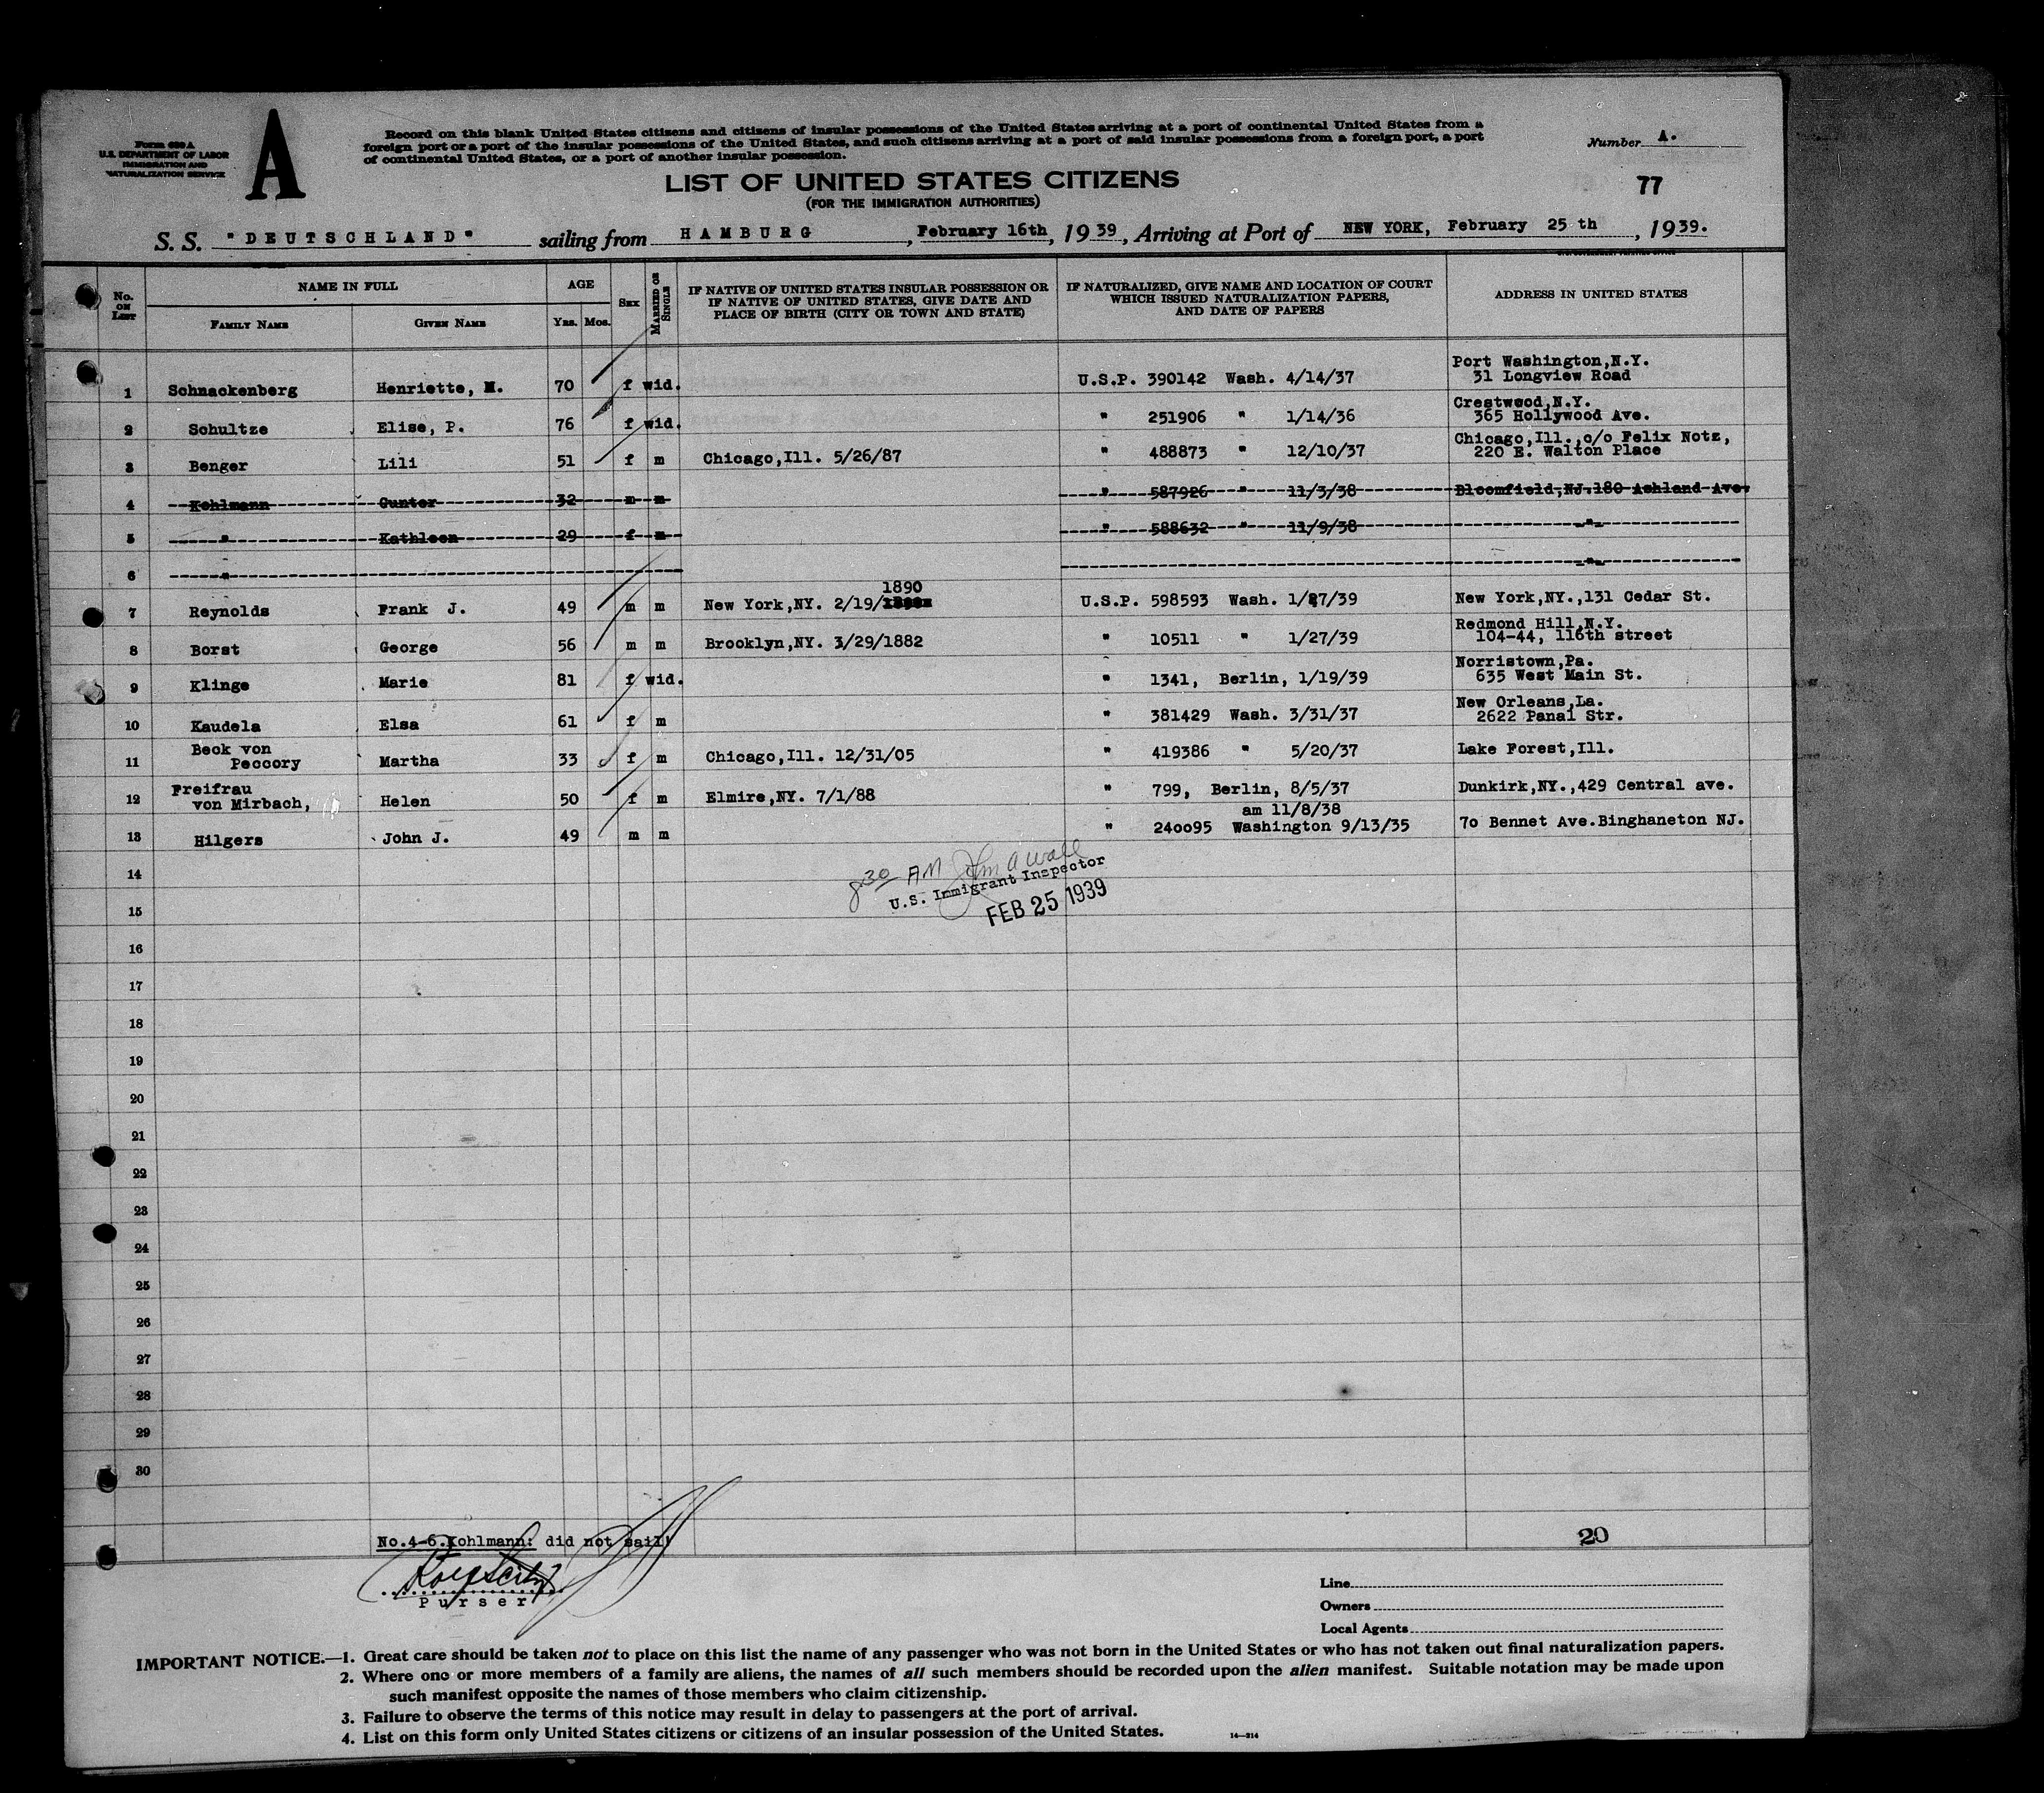 Form 630 A
U.S. DEPARTMENT OF LABOR
IMMIGRATION AND
NATURALIZATION SERVICE
A
Record on this blank United States citizens and citizens of insular possessions of the United States arriving at a port of continental United States from a
foreign port or a port of the insular possessions of the United States, and such citizens arriving at a port of said insular possessions from a foreign port, a port
of continental United States, or a port of another insular possession.
Number A.
LIST OF UNITED STATES CITIZENS
(FOR THE IMMIGRATION AUTHORITIES)
77
S. S. "DEUTSCHLAND" sailing from HAMBURG, February 16th, 1939, Arriving at Port of NEW YORK, February 25 th, 1939.
No. ON LIST
NAME IN FULL
FAMILY NAME GIVEN NAME
AGE
YRS. MOS.
SEX
MARRIED OR SINGLE
IF NATIVE OF UNITED STATES INSULAR POSSESSION OR
IF NATIVE OF UNITED STATES, GIVE DATE AND
PLACE OF BIRTH (CITY OR TOWN AND STATE)
IF NATURALIZED, GIVE NAME AND LOCATION OF COURT
WHICH ISSUED NATURALIZATION PAPERS,
AND DATE OF PAPERS
ADDRESS IN UNITED STATES
1 Schnackenberg Henriette, M. 70 f wid. U.S.P. 390142 Wash. 4/14/37 Port Washington,N.Y.
31 Longview Road
2 Schultze Elise, P. 76 f wid. " 251906 " 1/14/36 Crestwood,N.Y.
365 Hollywood Ave.
3 Benger Lili 51 f m Chicago,Ill. 5/26/87 " 488873 " 12/10/37 Chicago,Ill.,c/o Felix Notz,
220 E. Walton Place
4 Kohlmann Gunter 32 m m " 587926 " 11/3/38 Bloomfield,NJ.180 Ashland Ave.
5 " Kathleen 29 f m " 588632 " 11/9/38 "
6 " "
7 Reynolds Frank J. 49 m m New York,NY. 2/19/ 1890 U.S.P. 598593 Wash. 1/27/39 New York,NY.,131 Cedar St.
8 Borst George 56 m m Brooklyn,NY. 3/29/1882 " 10511 " 1/27/39 Redmond Hill,N.Y.
104-44, 116th street
9 Klinge Marie 81 f wid. " 1341, Berlin, 1/19/39 Norristown,Pa.
635 West Main St.
10 Kaudela Elsa 61 f m " 381429 Wash. 3/31/37 New Orleans,La.
2622 Panal Str.
11 Beck von
Peccory Martha 33 f m Chicago,Ill. 12/31/05 " 419386 " 5/20/37 Lake Forest,Ill.
12 Freifrau
von Mirbach, Helen 50 f m Elmire,NY. 7/1/88 " 799, Berlin, 8/5/37 Dunkirk,NY.,429 Central ave.
am 11/8/38
13 Hilgers John J. 49 m m " 240095 Washington 9/13/35 70 Bennet Ave.Binghaneton NJ.
14
8 30 AM
U.S. Immigrant Inspector
FEB 25 1939
15
16
17
18
19
20
21
22
23
24
25
26
27
28
29
30
No.4-6.Kohlmann: did not sail!
20
Purser
Line
Owners
Local Agents
IMPORTANT NOTICE.—1. Great care should be taken not to place on this list the name of any passenger who was not born in the United States or who has not taken out final naturalization papers.
2. Where one or more members of a family are aliens, the names of all such members should be recorded upon the alien manifest. Suitable notation may be made upon
such manifest opposite the names of those members who claim citizenship.
3. Failure to observe the terms of this notice may result in delay to passengers at the port of arrival.
4. List on this form only United States citizens or citizens of an insular possession of the United States.
14—314